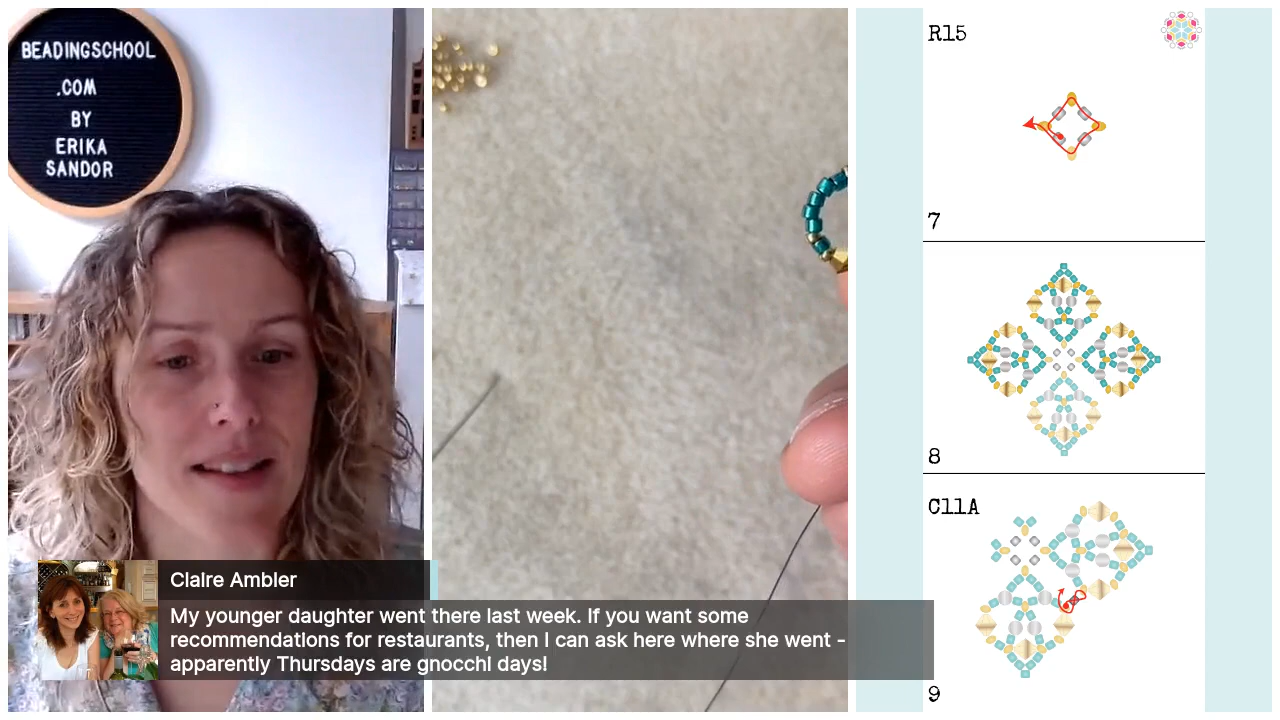 BEADINGSCHOOL
.COM
BY
ERIKA
SANDOR
Claire Ambler
My younger daughter went there last week. If you want some
recommendations for restaurants, then I can ask here where she went -
apparently Thursdays are gnocchi days!
R15
7
8
C11A
9